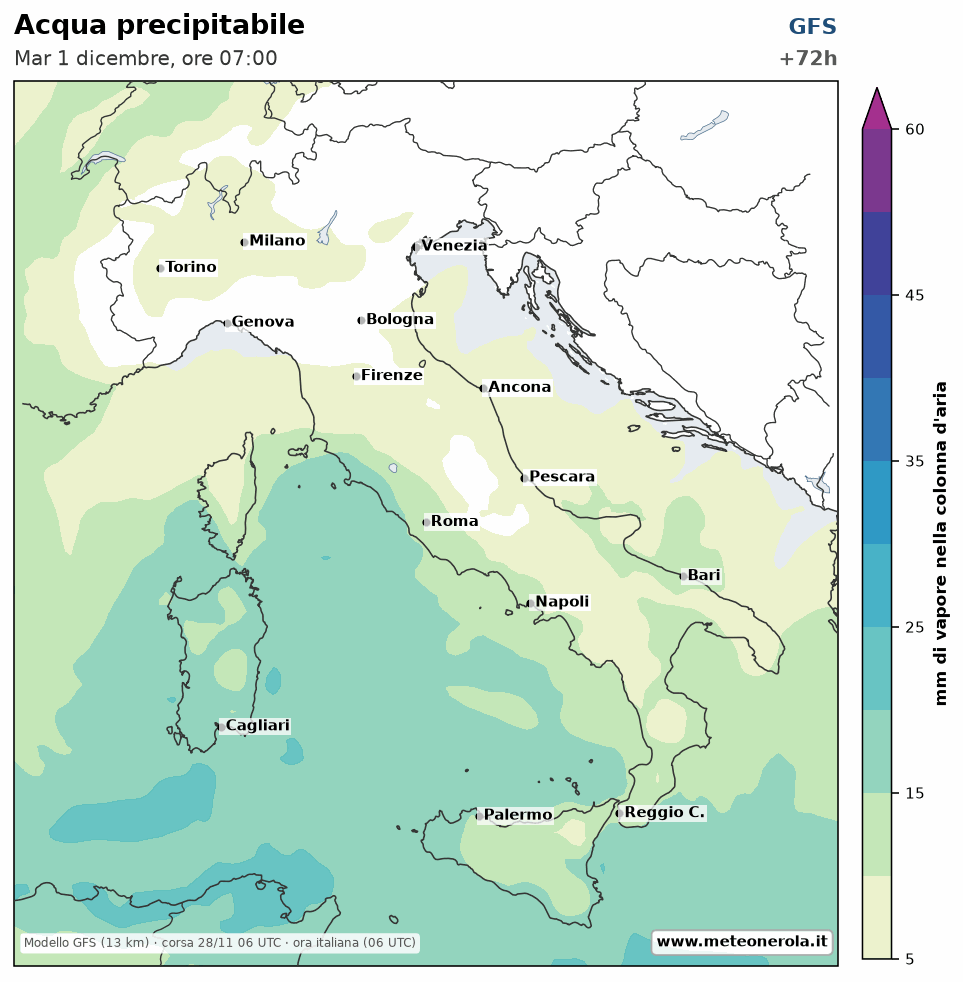 Acqua precipitabile
GFS
Mar 1 dicembre, ore 07:00
+72h
60
Milano
Venezia
Torino
45
Genova
Bologna
Firenze
Ancona
35
Pescara
Roma
Bari
Napoli
25
Cagliari
15
Palermo
Reggio C.
mm di vapore nella colonna d'aria
Modello GFS (13 km) · corsa 28/11 06 UTC · ora italiana (06 UTC)
www.meteonerola.it
5